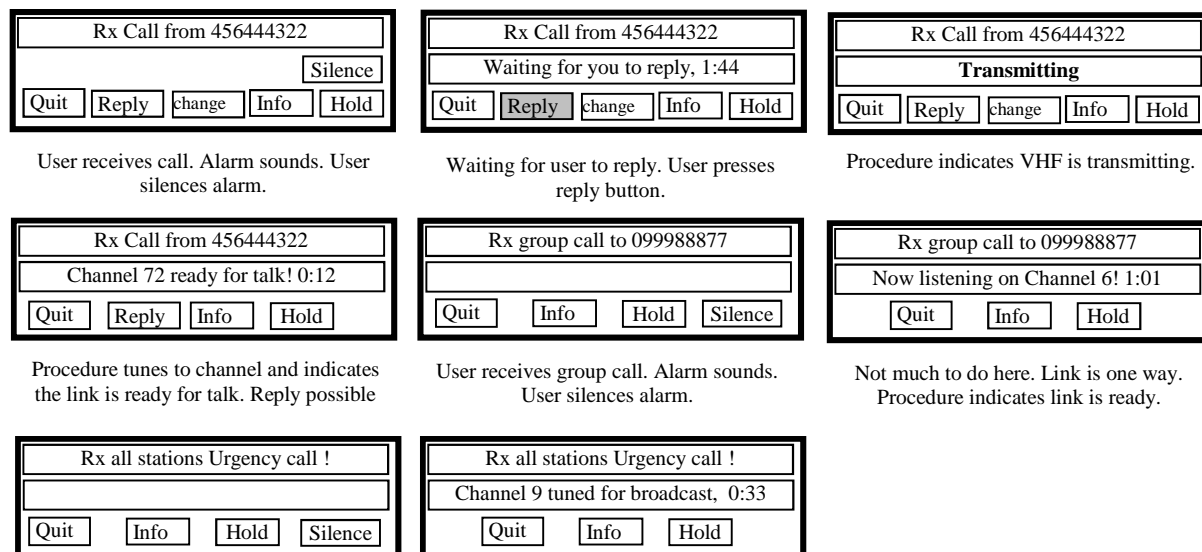 Rx Call from 456444322
Silence
Quit Reply change Info Hold
User receives call. Alarm sounds. User
silences alarm.
Rx Call from 456444322
Waiting for you to reply, 1:44
Quit Reply change Info Hold
Waiting for user to reply. User presses
reply button.
Rx Call from 456444322
Transmitting
Quit Reply change Info Hold
Procedure indicates VHF is transmitting.
Rx Call from 456444322
Channel 72 ready for talk! 0:12
Quit Reply Info Hold
Procedure tunes to channel and indicates
the link is ready for talk. Reply possible
Rx group call to 099988877
Quit Info Hold Silence
User receives group call. Alarm sounds.
User silences alarm.
Rx group call to 099988877
Now listening on Channel 6! 1:01
Quit Info Hold
Not much to do here. Link is one way.
Procedure indicates link is ready.
Rx all stations Urgency call !
Quit Info Hold Silence
Rx all stations Urgency call !
Channel 9 tuned for broadcast, 0:33
Quit Info Hold